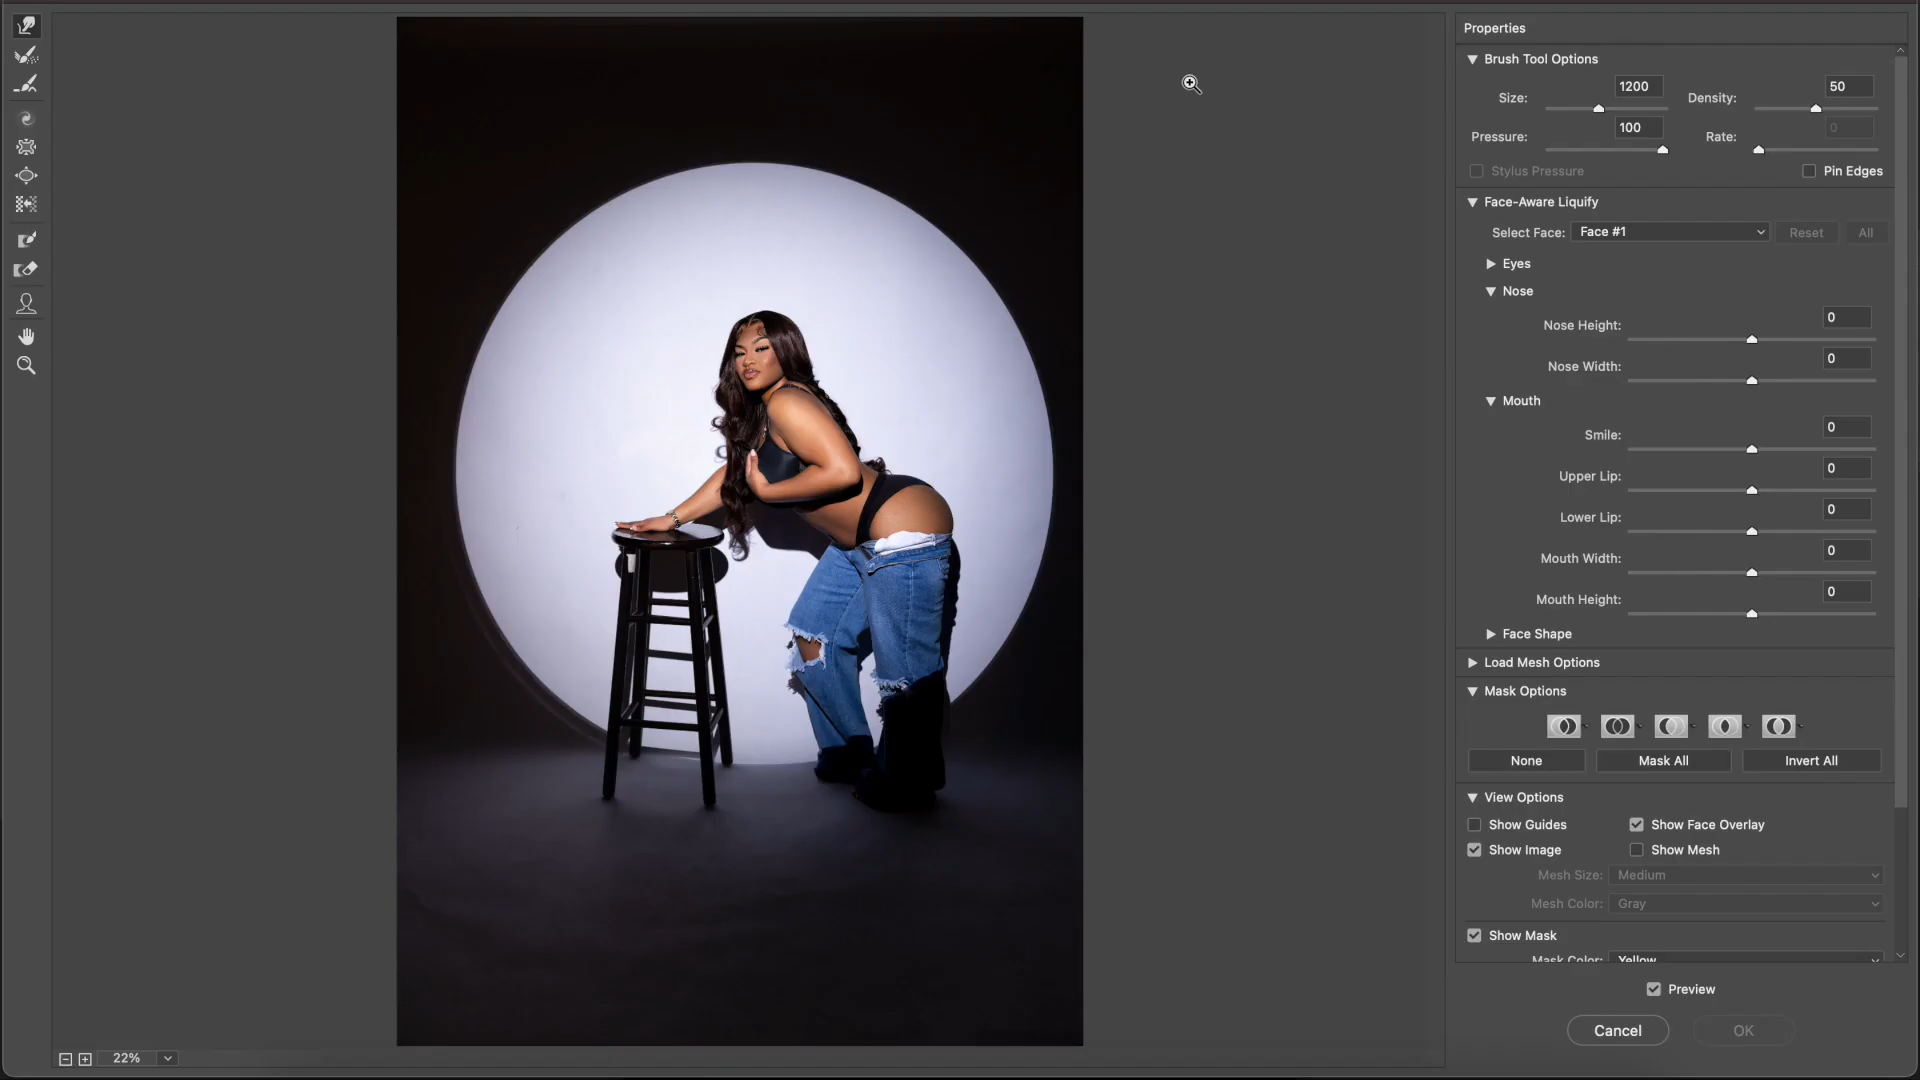 Properties
Brush Tool Options
Size: 1200 Density: 50
Pressure: 100 Rate: 0
Stylus Pressure Pin Edges
Face-Aware Liquify
Select Face: Face #1 Reset All
Eyes
Nose
Nose Height: 0
Nose Width: 0
Mouth
Smile: 0
Upper Lip: 0
Lower Lip: 0
Mouth Width: 0
Mouth Height: 0
Face Shape
Load Mesh Options
Mask Options
None Mask All Invert All
View Options
Show Guides Show Face Overlay
Show Image Show Mesh
Mesh Size: Medium
Mesh Color: Gray
Show Mask
Mask Color: Yellow
Preview
Cancel OK
22%